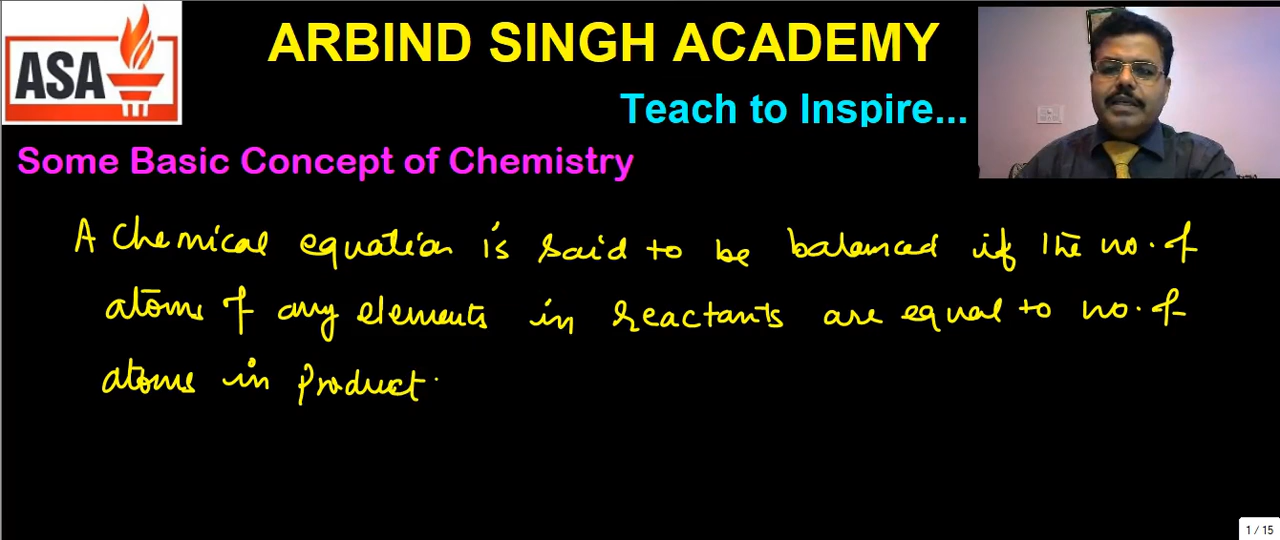 ASA
ARBIND SINGH ACADEMY
Teach to Inspire...
Some Basic Concept of Chemistry
A Chemical equation is said to be balanced if the no. of
atoms of any elements in reactants are equal to no. of
atoms in product.
1 / 15